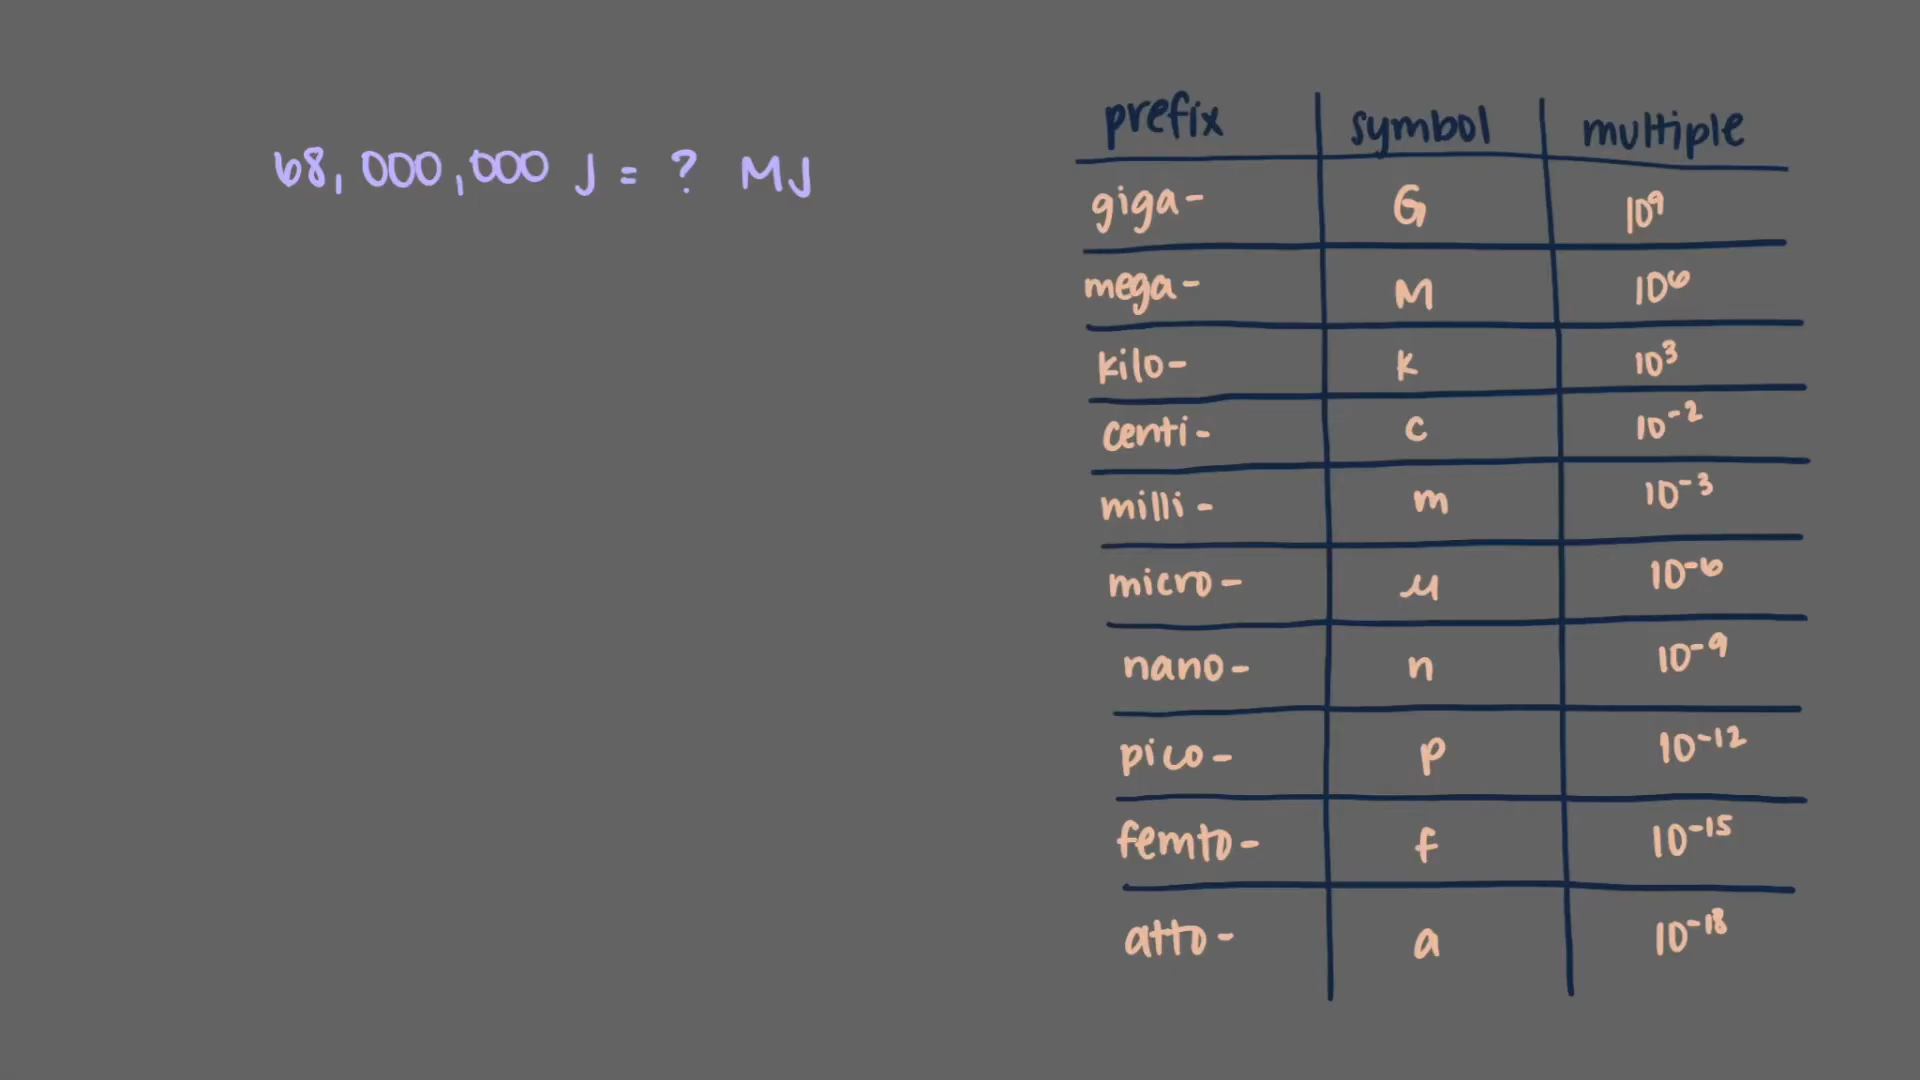 68,000,000 J = ? MJ
prefix symbol multiple
giga- G 10⁹
mega- M 10⁶
kilo- k 10³
centi- c 10⁻²
milli- m 10⁻³
micro- μ 10⁻⁶
nano- n 10⁻⁹
pico- p 10⁻¹²
femto- f 10⁻¹⁵
atto- a 10⁻¹⁸